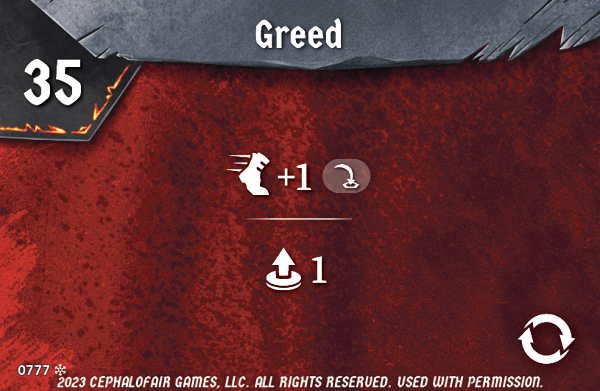 Greed
35
+1
1
0777
2023 CEPHALOFAIR GAMES, LLC. ALL RIGHTS RESERVED. USED WITH PERMISSION.